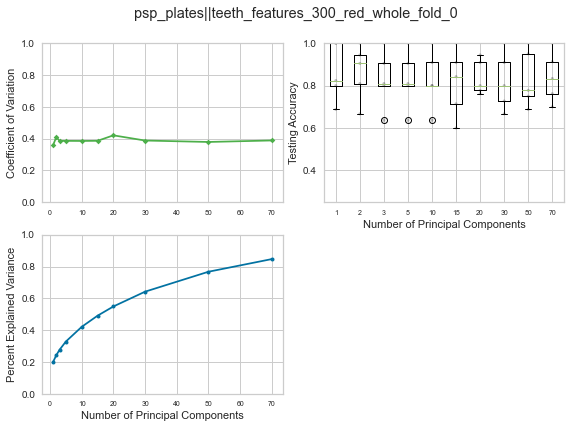 psp_plates||teeth_features_300_red_whole_fold_0
Coefficient of Variation
1.0
0.8
0.6
0.4
0.2
0.0
0 10 20 30 40 50 60 70
Testing Accuracy
1.0
0.8
0.6
0.4
1 2 3 5 10 15 20 30 50 70
Number of Principal Components
Percent Explained Variance
1.0
0.8
0.6
0.4
0.2
0.0
0 10 20 30 40 50 60 70
Number of Principal Components